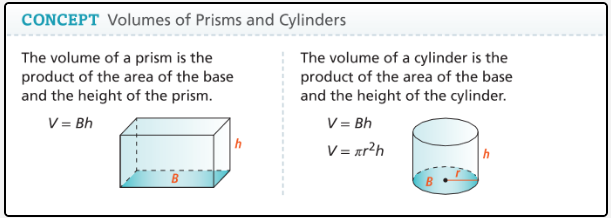 CONCEPT Volumes of Prisms and Cylinders
The volume of a prism is the
product of the area of the base
and the height of the prism.
V = Bh
h
B
The volume of a cylinder is the
product of the area of the base
and the height of the cylinder.
V = Bh
V = πr²h
h
r
B